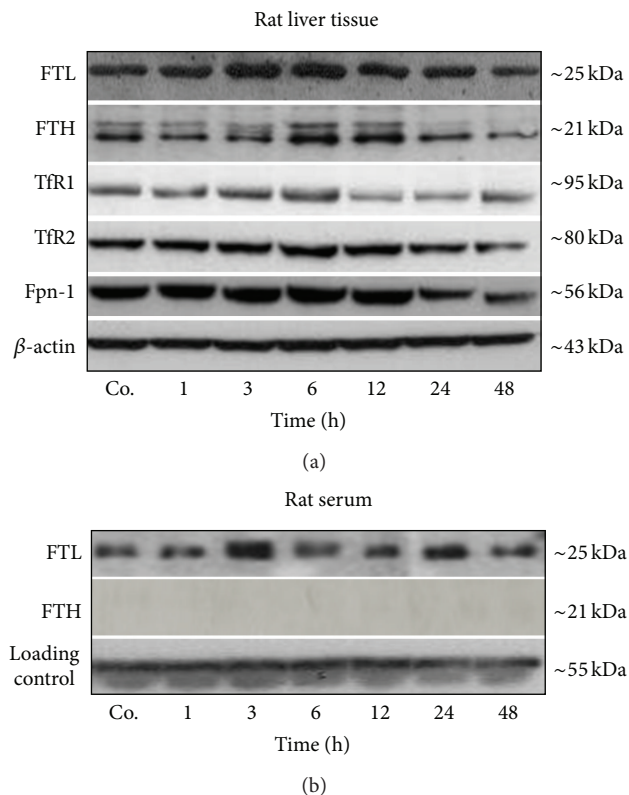 Rat liver tissue
FTL ~25 kDa
FTH ~21 kDa
TfR1 ~95 kDa
TfR2 ~80 kDa
Fpn-1 ~56 kDa
β-actin ~43 kDa
Co. 1 3 6 12 24 48
Time (h)
(a)
Rat serum
FTL ~25 kDa
FTH ~21 kDa
Loading
control ~55 kDa
Co. 1 3 6 12 24 48
Time (h)
(b)